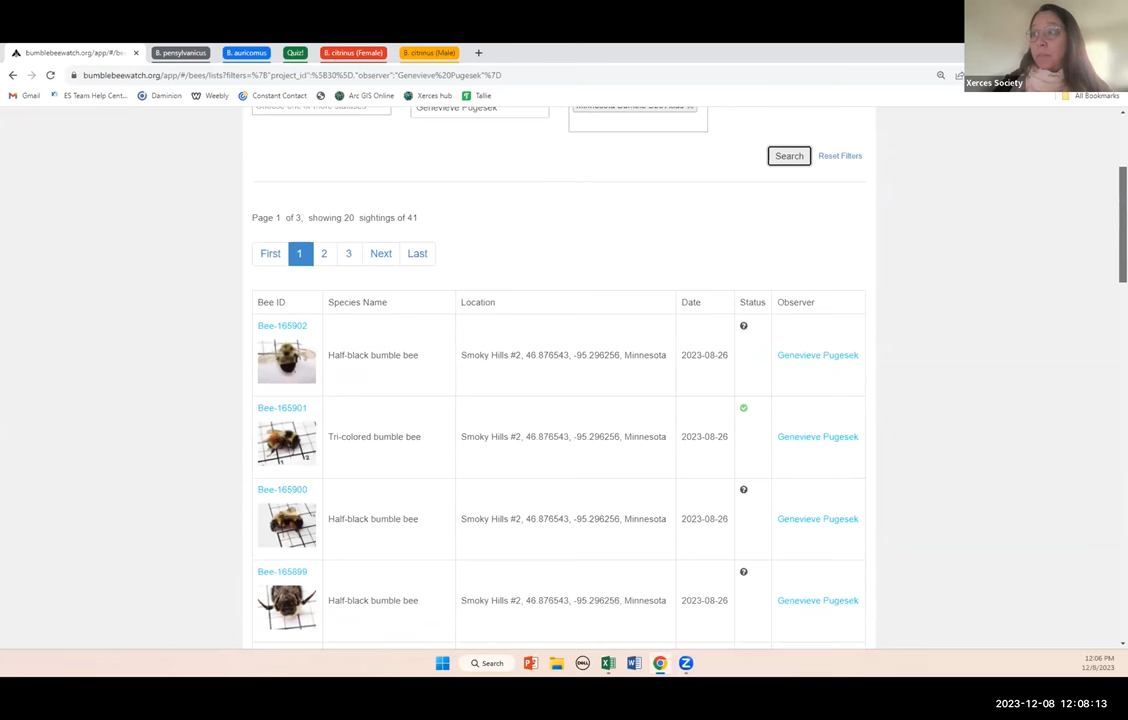 bumblebeewatch.org/app/#/be
B. pensylvanicus
B. auricomus
Quiz!
B. citrinus (Female)
B. citrinus (Male)
bumblebeewatch.org/app/#/bees/lists?filters=%7B"project_id":%5B30%5D,"observer":"Genevieve%20Pugesek"%7D
Xerces Society
Gmail
ES Team Help Cent...
Daminion
Weebly
Constant Contact
Arc GIS Online
Xerces hub
Tallie
All Bookmarks
Genevieve Pugesek
Search
Reset Filters
Page 1 of 3, showing 20 sightings of 41
First 1 2 3 Next Last
Bee ID Species Name Location Date Status Observer
Bee-165902
Half-black bumble bee Smoky Hills #2, 46.876543, -95.296256, Minnesota 2023-08-26 Genevieve Pugesek
Bee-165901
Tri-colored bumble bee Smoky Hills #2, 46.876543, -95.296256, Minnesota 2023-08-26 Genevieve Pugesek
Bee-165900
Half-black bumble bee Smoky Hills #2, 46.876543, -95.296256, Minnesota 2023-08-26 Genevieve Pugesek
Bee-165899
Half-black bumble bee Smoky Hills #2, 46.876543, -95.296256, Minnesota 2023-08-26 Genevieve Pugesek
Search
12:06 PM
12/8/2023
2023-12-08 12:08:13